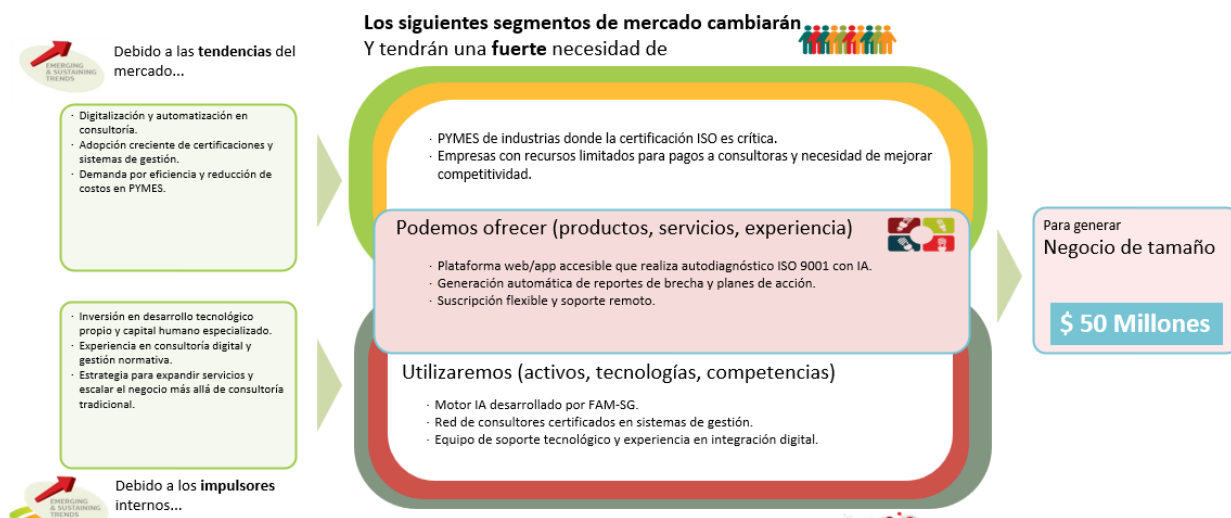 Los siguientes segmentos de mercado cambiarán
Y tendrán una fuerte necesidad de
EMERGING
& SUSTAINING
TRENDS
Debido a las tendencias del
mercado...
· Digitalización y automatización en
consultoría.
· Adopción creciente de certificaciones y
sistemas de gestión.
· Demanda por eficiencia y reducción de
costos en PYMES.
· PYMES de industrias donde la certificación ISO es crítica.
· Empresas con recursos limitados para pagos a consultoras y necesidad de mejorar
competitividad.
Podemos ofrecer (productos, servicios, experiencia)
· Plataforma web/app accesible que realiza autodiagnóstico ISO 9001 con IA.
· Generación automática de reportes de brecha y planes de acción.
· Suscripción flexible y soporte remoto.
Para generar
Negocio de tamaño
$ 50 Millones
· Inversión en desarrollo tecnológico
propio y capital humano especializado.
· Experiencia en consultoría digital y
gestión normativa.
· Estrategia para expandir servicios y
escalar el negocio más allá de consultoría
tradicional.
Utilizaremos (activos, tecnologías, competencias)
· Motor IA desarrollado por FAM-SG.
· Red de consultores certificados en sistemas de gestión.
· Equipo de soporte tecnológico y experiencia en integración digital.
EMERGING
& SUSTAINING
TRENDS
Debido a los impulsores
internos...